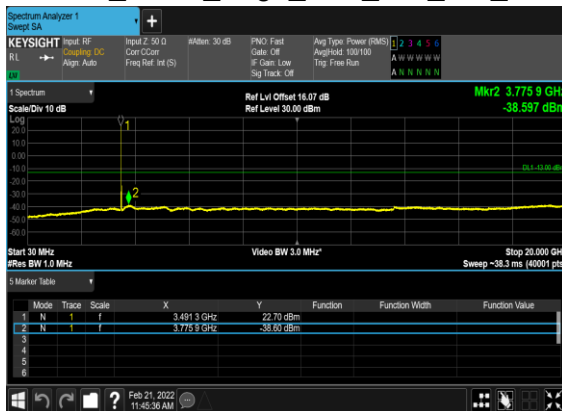 Spectrum Analyzer 1
Swept SA
KEYSIGHT
RL
Input: RF
Coupling: DC
Align: Auto
Input Z: 50 Ω
Corr CCorr
Freq Ref: Int (S)
#Atten: 30 dB
PNO: Fast
Gate: Off
IF Gain: Low
Sig Track: Off
Avg Type: Power (RMS)
Avg|Hold: 100/100
Trig: Free Run
1 2 3 4 5 6
A W W W W W
A N N N N N
1 Spectrum
Scale/Div 10 dB
Ref Lvl Offset 16.07 dB
Ref Level 30.00 dBm
Mkr2 3.775 9 GHz
-38.597 dBm
Log
20.0
10.0
0.00
-10.0
-20.0
-30.0
-40.0
-50.0
-60.0
1
2
DL1 -13.00 dBm
Start 30 MHz
#Res BW 1.0 MHz
Video BW 3.0 MHz*
Stop 20.000 GH
Sweep ~38.3 ms (40001 pts
5 Marker Table
Mode Trace Scale X Y Function Function Width Function Value
1 N 1 f 3.491 3 GHz 22.70 dBm
2 N 1 f 3.775 9 GHz -38.60 dBm
3
4
5
6
Feb 21, 2022
11:45:36 AM